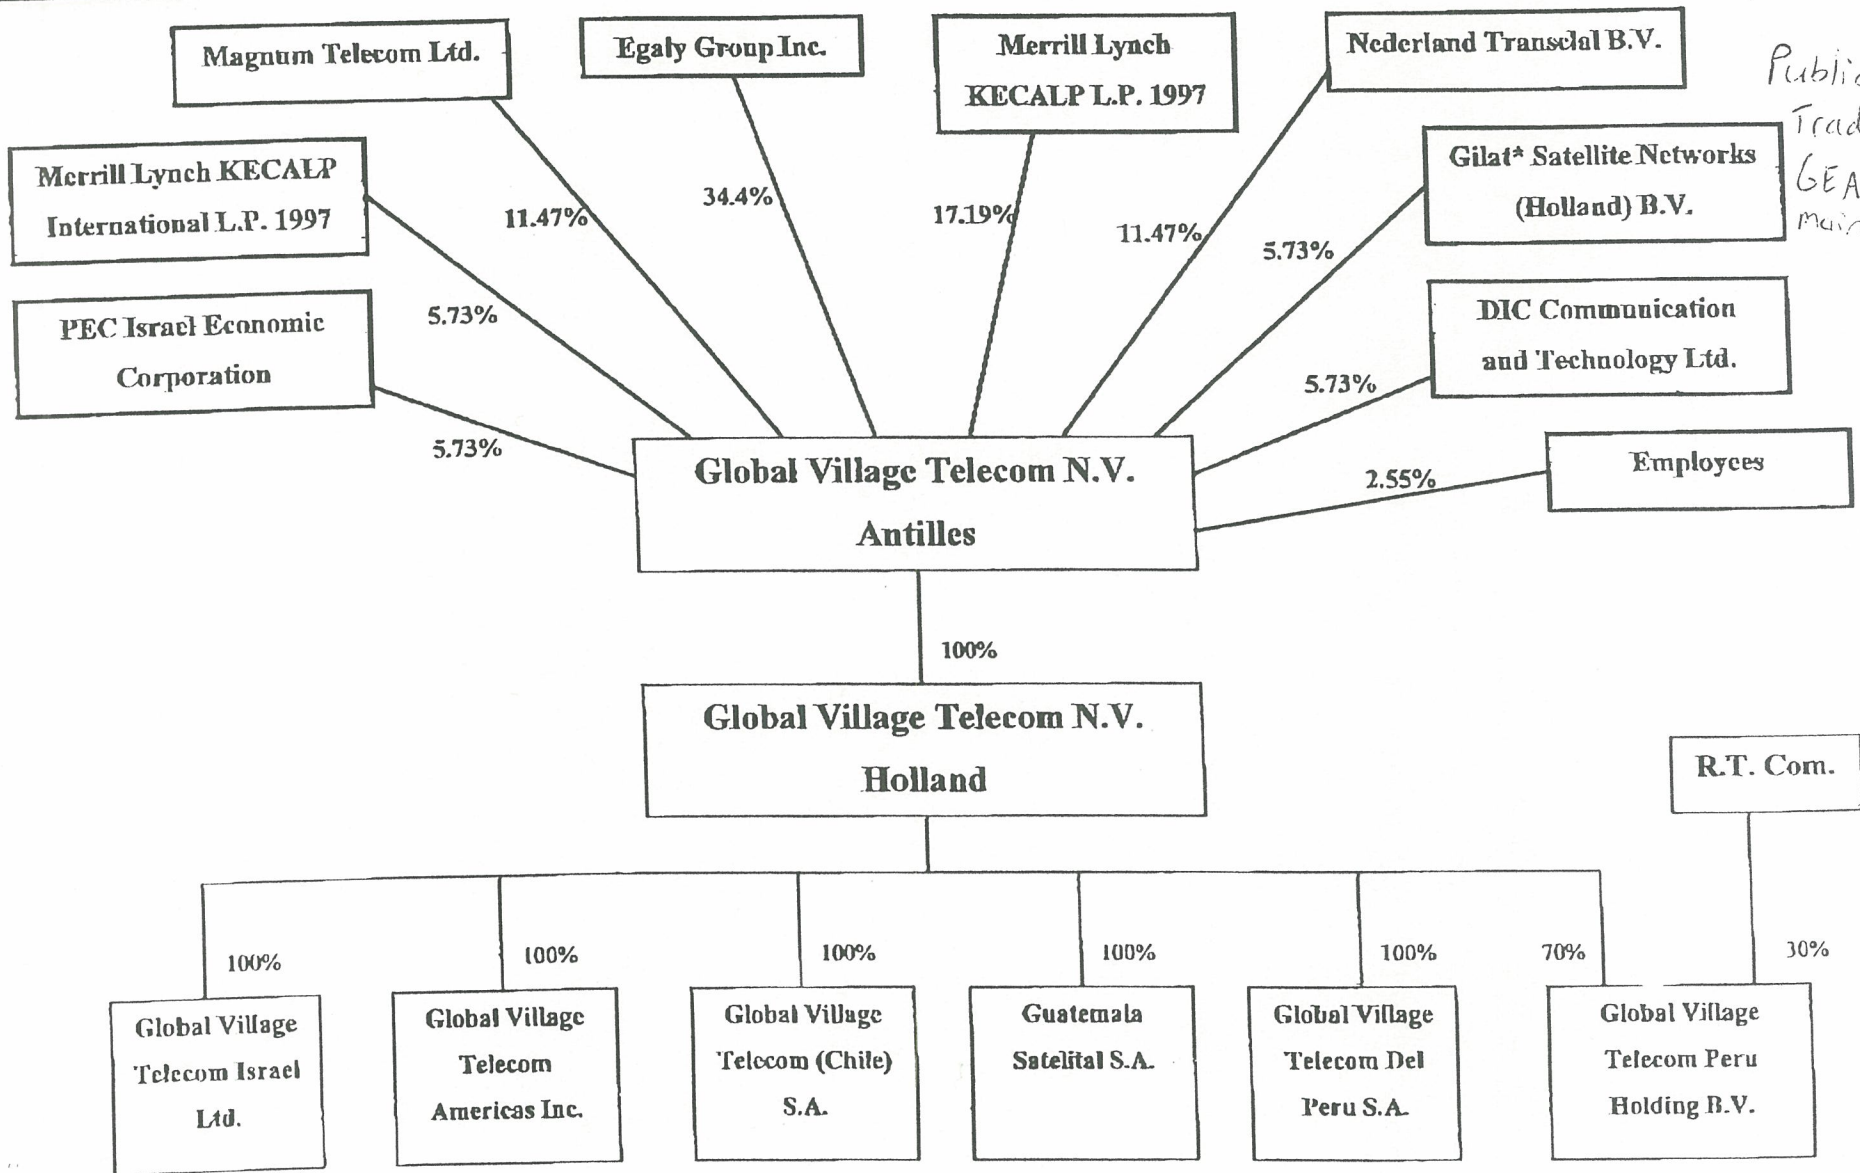 Magnum Telecom Ltd.
Egaly Group Inc.
Merrill Lynch
KECALP L.P. 1997
Nederland Transdal B.V.
Merrill Lynch KECALP
International L.P. 1997
Gilat* Satellite Networks
(Holland) B.V.
Trad
GEA
PEC Israel Economic
Corporation
DIC Communication
and Technology Ltd.
Employees
11.47%
34.4%
17.19%
11.47%
5.73%
5.73%
5.73%
5.73%
2.55%
Global Village Telecom N.V.
Antilles
100%
Global Village Telecom N.V.
Holland
R.T. Com.
100%
100%
100%
100%
100%
70%
30%
Global Village
Telecom Israel
Ltd.
Global Village
Telecom
Americas Inc.
Global Village
Telecom (Chile)
S.A.
Guatemala
Satelital S.A.
Global Village
Telecom Del
Peru S.A.
Global Village
Telecom Peru
Holding B.V.